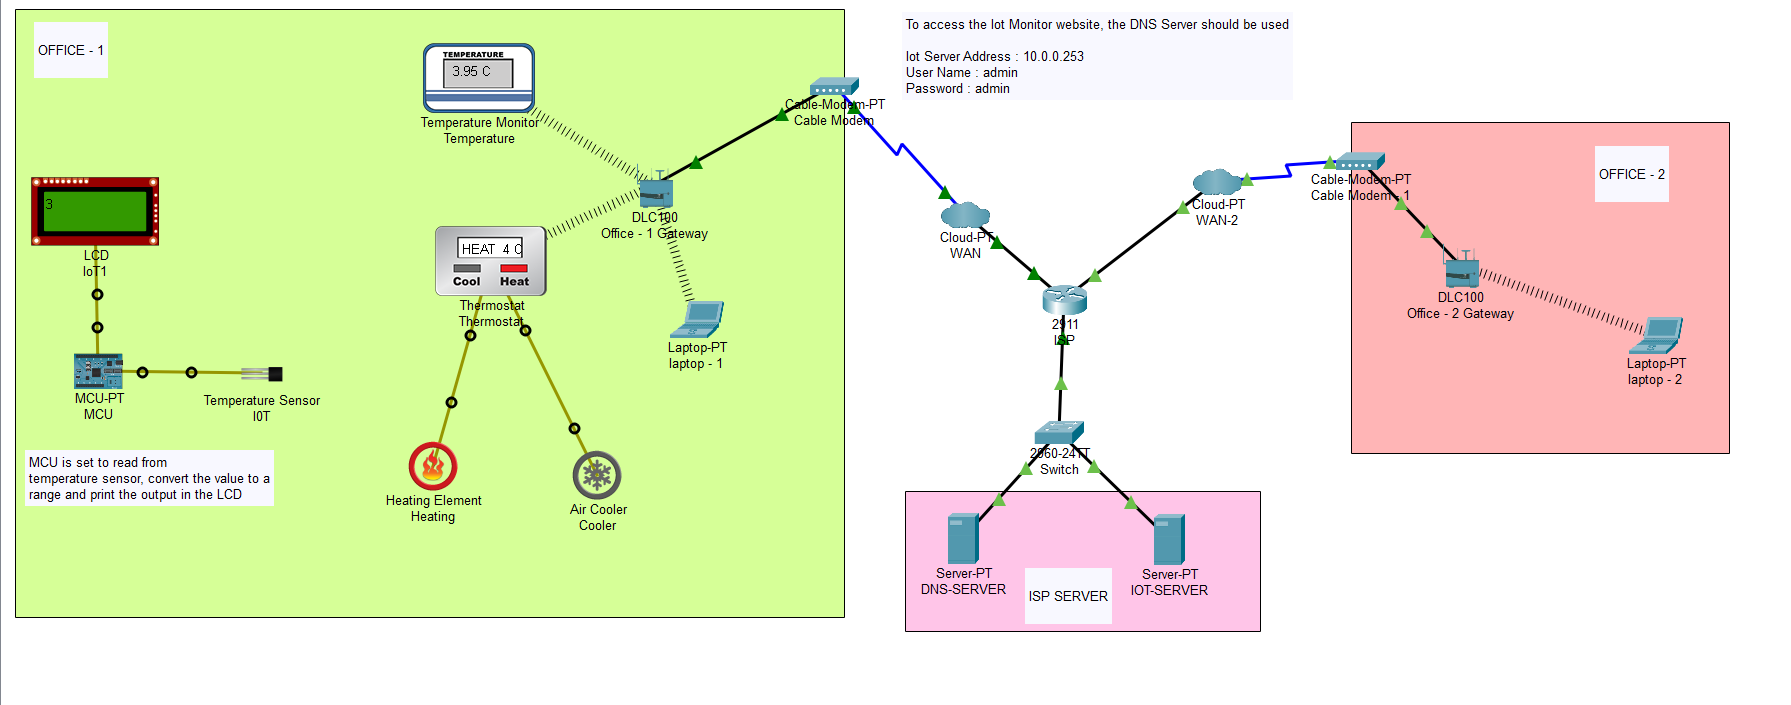 OFFICE - 1
TEMPERATURE
3.95 C
Temperature Monitor
Temperature
To access the Iot Monitor website, the DNS Server should be used
Iot Server Address : 10.0.0.253
User Name : admin
Password : admin
Cable-Modem-PT
Cable Modem
3
LCD
IoT1
DLC100
Office - 1 Gateway
HEAT 4 C
Cool Heat
Thermostat
Thermostat
Laptop-PT
laptop - 1
MCU-PT
MCU
Temperature Sensor
I0T
MCU is set to read from
temperature sensor, convert the value to a
range and print the output in the LCD
Heating Element
Heating
Air Cooler
Cooler
Cloud-PT
WAN
Cloud-PT
WAN-2
2911
ISP
2960-24TT
Switch
Server-PT
DNS-SERVER
ISP SERVER
Server-PT
IOT-SERVER
Cable-Modem-PT
Cable Modem - 1
OFFICE - 2
DLC100
Office - 2 Gateway
Laptop-PT
laptop - 2